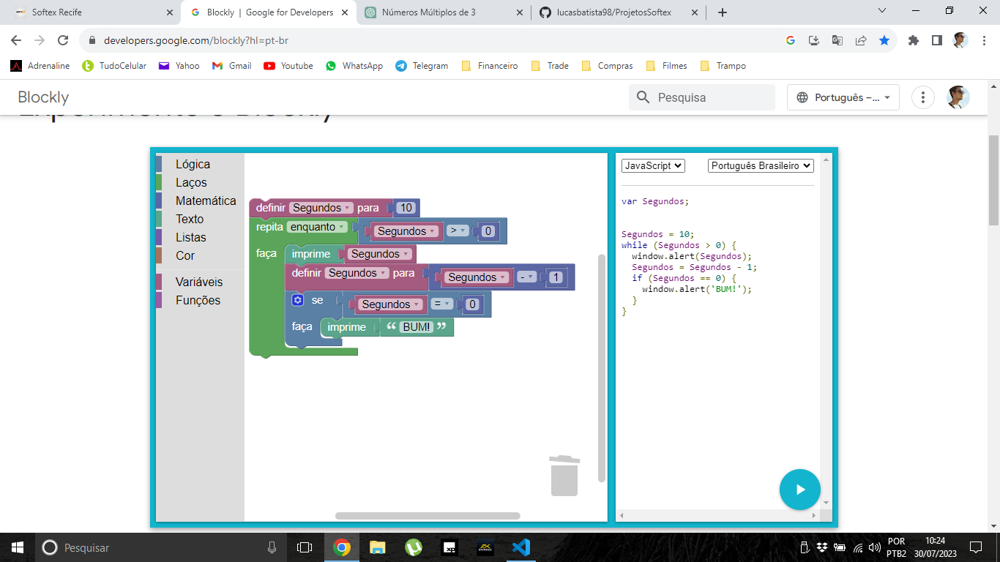 Softex Recife
Blockly | Google for Developers
Números Múltiplos de 3
lucasbatista98/ProjetosSoftex
developers.google.com/blockly?hl=pt-br
Adrenaline
TudoCelular
Yahoo
Gmail
Youtube
WhatsApp
Telegram
Financeiro
Trade
Compras
Filmes
Trampo
Blockly
Pesquisa
Português –...
Experimente o Blockly
Lógica
Laços
Matemática
Texto
Listas
Cor
Variáveis
Funções
definir Segundos para 10
repita enquanto Segundos > 0
faça imprime Segundos
definir Segundos para Segundos - 1
se Segundos = 0
faça imprime “ BUM! ”
JavaScript
Português Brasileiro
var Segundos;
Segundos = 10;
while (Segundos > 0) {
window.alert(Segundos);
Segundos = Segundos - 1;
if (Segundos == 0) {
window.alert('BUM!');
}
}
Pesquisar
xp
POR
PTB2
10:24
30/07/2023